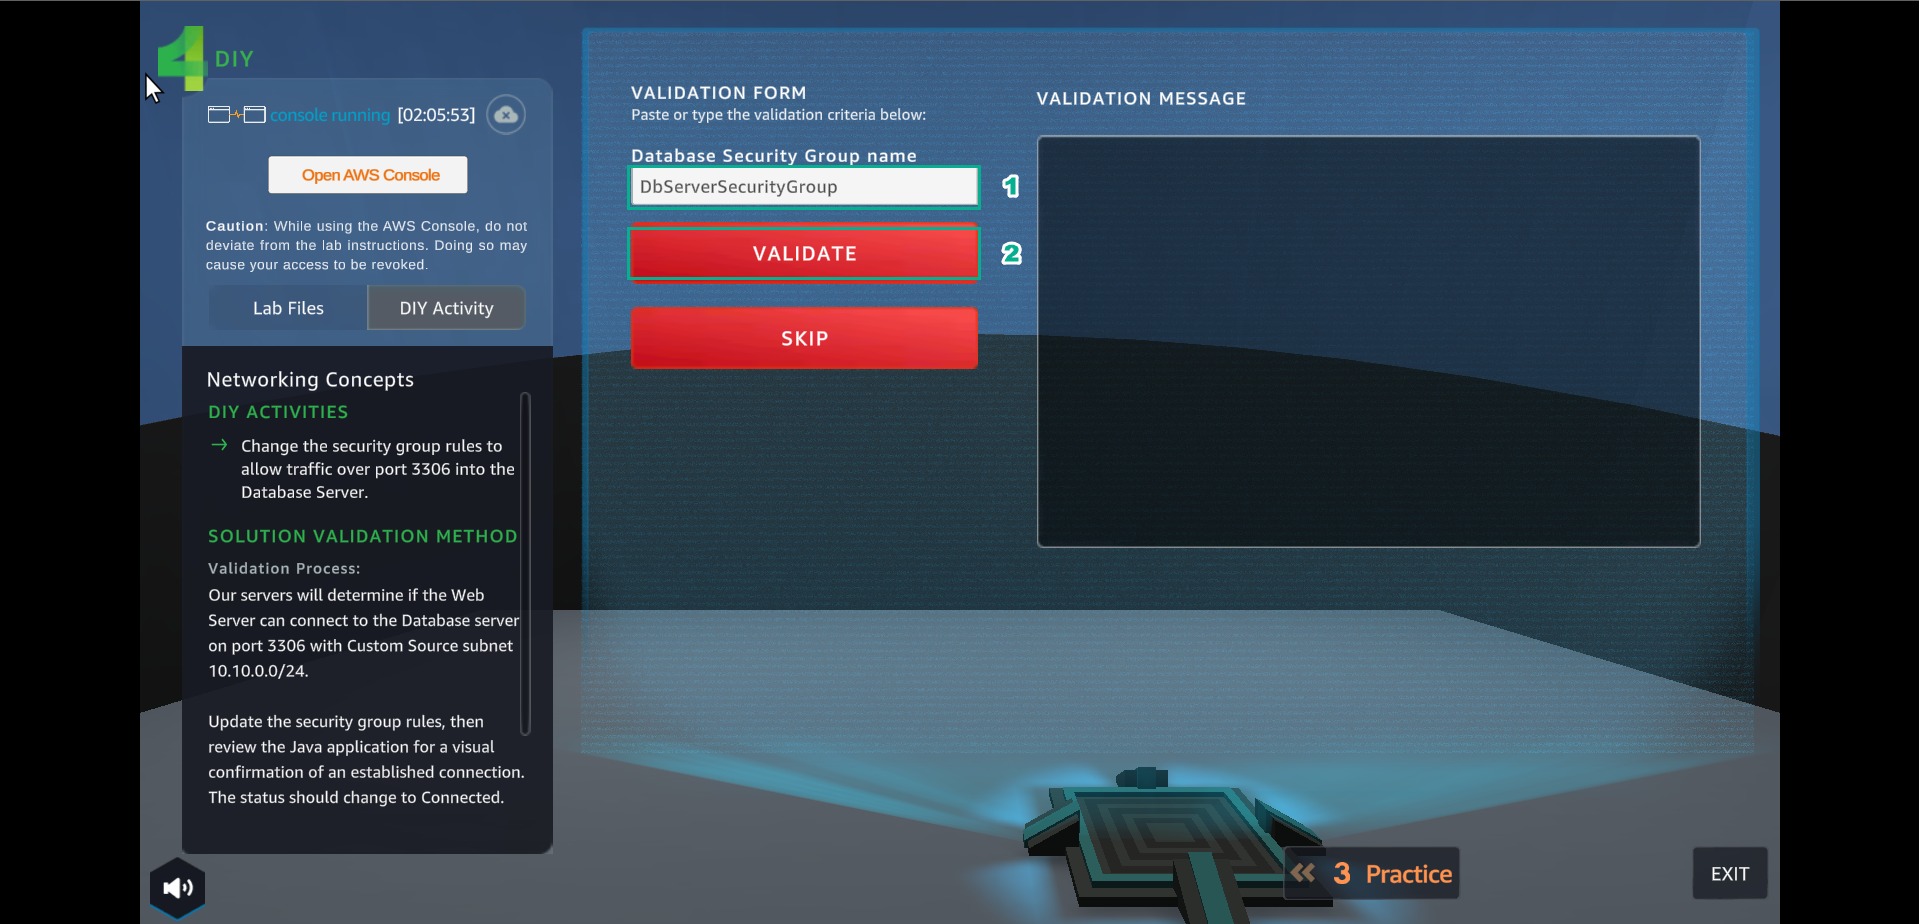 4 DIY
console running [02:05:53]
Open AWS Console
Caution: While using the AWS Console, do not
deviate from the lab instructions. Doing so may
cause your access to be revoked.
Lab Files
DIY Activity
Networking Concepts
DIY ACTIVITIES
→ Change the security group rules to
allow traffic over port 3306 into the
Database Server.
SOLUTION VALIDATION METHOD
Validation Process:
Our servers will determine if the Web
Server can connect to the Database server
on port 3306 with Custom Source subnet
10.10.0.0/24.
Update the security group rules, then
review the Java application for a visual
confirmation of an established connection.
The status should change to Connected.
VALIDATION FORM
Paste or type the validation criteria below:
Database Security Group name
DbServerSecurityGroup
1
VALIDATE
2
SKIP
VALIDATION MESSAGE
« 3 Practice
EXIT